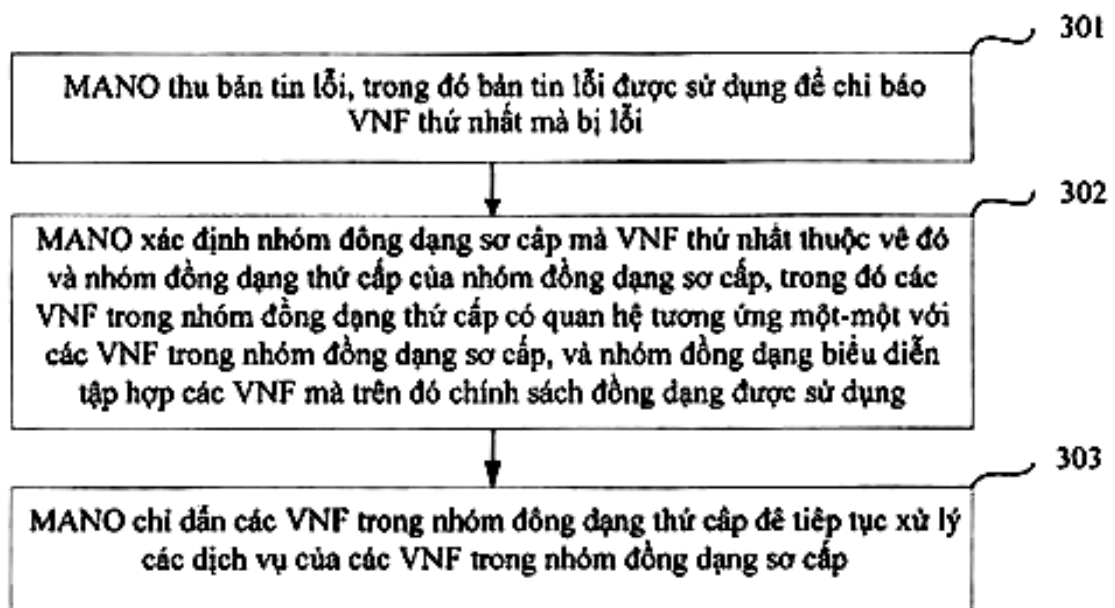 301
MANO thu bản tin lỗi, trong đó bản tin lỗi được sử dụng để chỉ báo
VNF thứ nhất mà bị lỗi
302
MANO xác định nhóm đồng dạng sơ cấp mà VNF thứ nhất thuộc về đó
và nhóm đồng dạng thứ cấp của nhóm đồng dạng sơ cấp, trong đó các
VNF trong nhóm đồng dạng thứ cấp có quan hệ tương ứng một-một với
các VNF trong nhóm đồng dạng sơ cấp, và nhóm đồng dạng biểu diễn
tập hợp các VNF mà trên đó chính sách đồng dạng được sử dụng
303
MANO chỉ dẫn các VNF trong nhóm đồng dạng thứ cấp để tiếp tục xử lý
các dịch vụ của các VNF trong nhóm đồng dạng sơ cấp